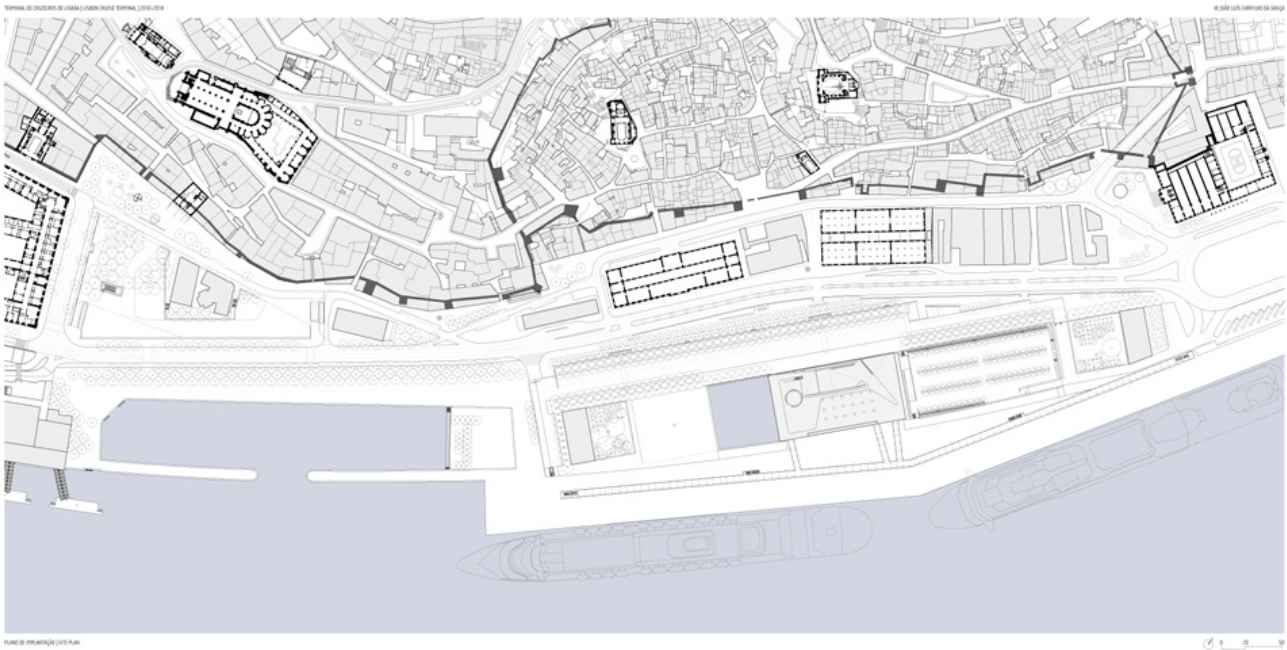 TERMINAL DE CRUZEIROS DE LISBOA | LISBON CRUISE TERMINAL | 2010-2018
© JOÃO LUÍS CARRILHO DA GRAÇA
PLANO DE IMPLANTAÇÃO | SITE PLAN
0
50